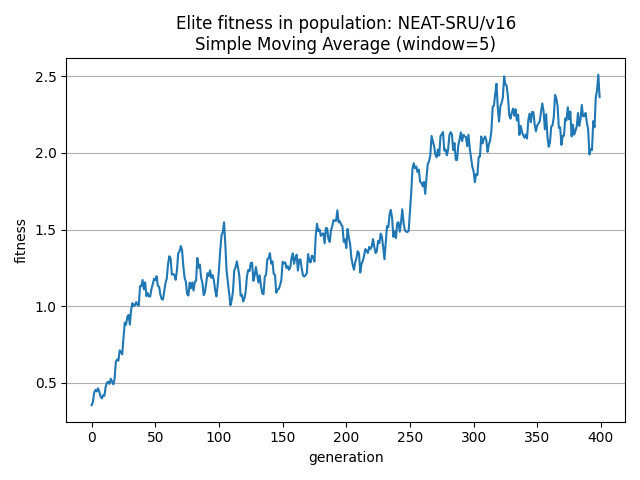 Elite fitness in population: NEAT-SRU/v16
Simple Moving Average (window=5)
fitness
2.5
2.0
1.5
1.0
0.5
0 50 100 150 200 250 300 350 400
generation